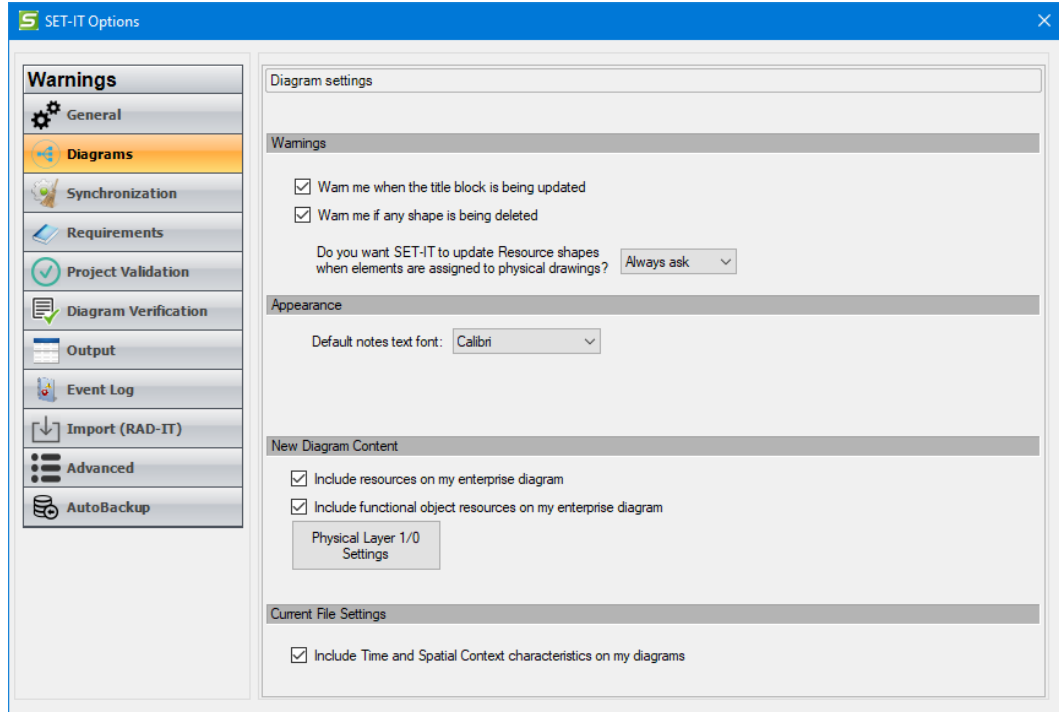 SET-IT Options
Warnings
General
Diagrams
Synchronization
Requirements
Project Validation
Diagram Verification
Output
Event Log
Import (RAD-IT)
Advanced
AutoBackup
Diagram settings
Warnings
Warn me when the title block is being updated
Warn me if any shape is being deleted
Do you want SET-IT to update Resource shapes
when elements are assigned to physical drawings?
Always ask
Appearance
Default notes text font:
Calibri
New Diagram Content
Include resources on my enterprise diagram
Include functional object resources on my enterprise diagram
Physical Layer 1/0
Settings
Current File Settings
Include Time and Spatial Context characteristics on my diagrams